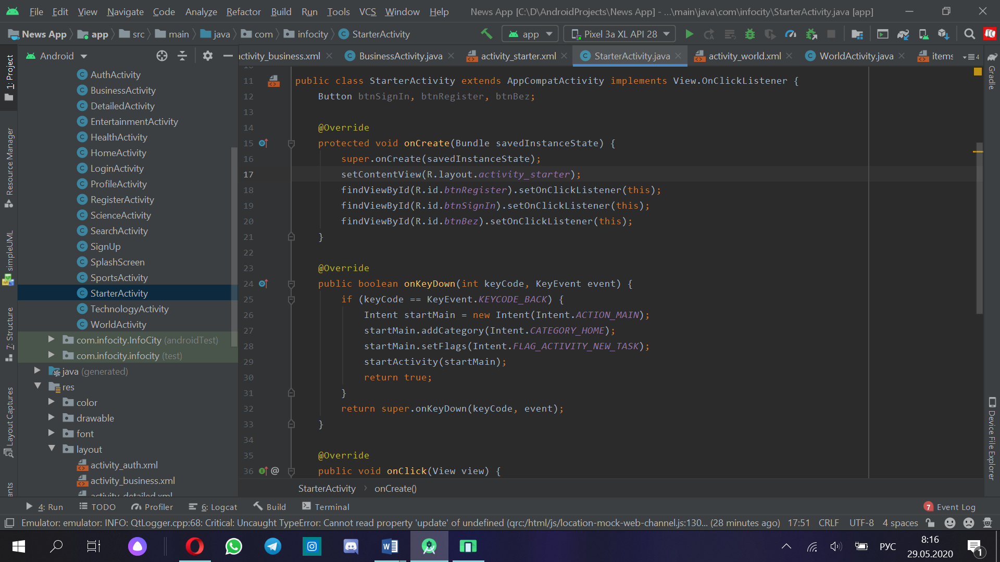 File Edit View Navigate Code Analyze Refactor Build Run Tools VCS Window Help News App [C:\D\AndroidProjects\News App] - ...\main\java\com\infocity\StarterActivity.java [app]
News App app src main java com infocity StarterActivity app Pixel 3a XL API 28
Android
ctivity_business.xml BusinessActivity.java activity_starter.xml StarterActivity.java activity_world.xml WorldActivity.java items 4
1: Project
Resource Manager
simpleUML
7: Structure
Layout Captures
ants
AuthActivity
BusinessActivity
DetailedActivity
EntertainmentActivity
HealthActivity
HomeActivity
LoginActivity
ProfileActivity
RegisterActivity
ScienceActivity
SearchActivity
SignUp
SplashScreen
SportsActivity
StarterActivity
TechnologyActivity
WorldActivity
com.infocity.InfoCity (androidTest)
com.infocity.infocity (test)
java (generated)
res
color
drawable
font
layout
activity_auth.xml
activity_business.xml
activity_detailed.xml
11 public class StarterActivity extends AppCompatActivity implements View.OnClickListener {
12 Button btnSignIn, btnRegister, btnBez;
13
14 @Override
15 protected void onCreate(Bundle savedInstanceState) {
16 super.onCreate(savedInstanceState);
17 setContentView(R.layout.activity_starter);
18 findViewById(R.id.btnRegister).setOnClickListener(this);
19 findViewById(R.id.btnSignIn).setOnClickListener(this);
20 findViewById(R.id.btnBez).setOnClickListener(this);
21 }
22
23 @Override
24 public boolean onKeyDown(int keyCode, KeyEvent event) {
25 if (keyCode == KeyEvent.KEYCODE_BACK) {
26 Intent startMain = new Intent(Intent.ACTION_MAIN);
27 startMain.addCategory(Intent.CATEGORY_HOME);
28 startMain.setFlags(Intent.FLAG_ACTIVITY_NEW_TASK);
29 startActivity(startMain);
30 return true;
31 }
32 return super.onKeyDown(keyCode, event);
33 }
34
35 @Override
36 @ public void onClick(View view) {
StarterActivity onCreate()
Gradle
Device File Explorer
4: Run TODO Profiler 6: Logcat Build Terminal 7 Event Log
Emulator: emulator: INFO: QtLogger.cpp:68: Critical: Uncaught TypeError: Cannot read property 'update' of undefined (qrc:/html/js/location-mock-web-channel.js:130... (28 minutes ago) 17:51 CRLF UTF-8 4 spaces
РУС
8:16
29.05.2020
1